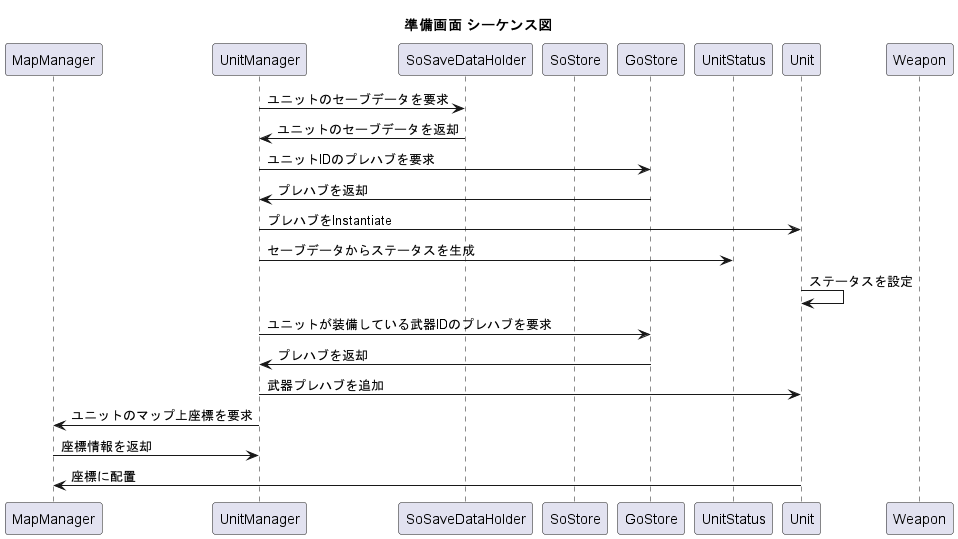 準備画面 シーケンス図
MapManager UnitManager SoSaveDataHolder SoStore GoStore UnitStatus Unit Weapon
ユニットのセーブデータを要求
ユニットのセーブデータを返却
ユニットIDのプレハブを要求
プレハブを返却
プレハブをInstantiate
セーブデータからステータスを生成
ステータスを設定
ユニットが装備している武器IDのプレハブを要求
プレハブを返却
武器プレハブを追加
ユニットのマップ上座標を要求
座標情報を返却
座標に配置
MapManager UnitManager SoSaveDataHolder SoStore GoStore UnitStatus Unit Weapon